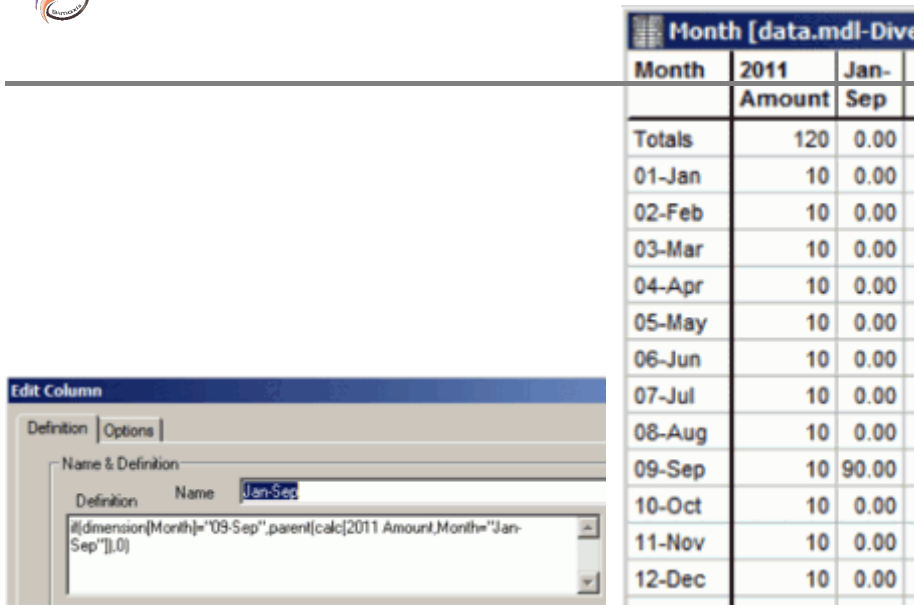 Month [data.mdl-Dive
Month 2011 Amount Jan-Sep
Totals 120 0.00
01-Jan 10 0.00
02-Feb 10 0.00
03-Mar 10 0.00
04-Apr 10 0.00
05-May 10 0.00
06-Jun 10 0.00
07-Jul 10 0.00
08-Aug 10 0.00
09-Sep 10 90.00
10-Oct 10 0.00
11-Nov 10 0.00
12-Dec 10 0.00
Edit Column
Definition Options
Name & Definition
Name Jan-Sep
Definition
if(dimension[Month]="09-Sep",parent(calc[2011 Amount,Month="Jan-
Sep"]),0)